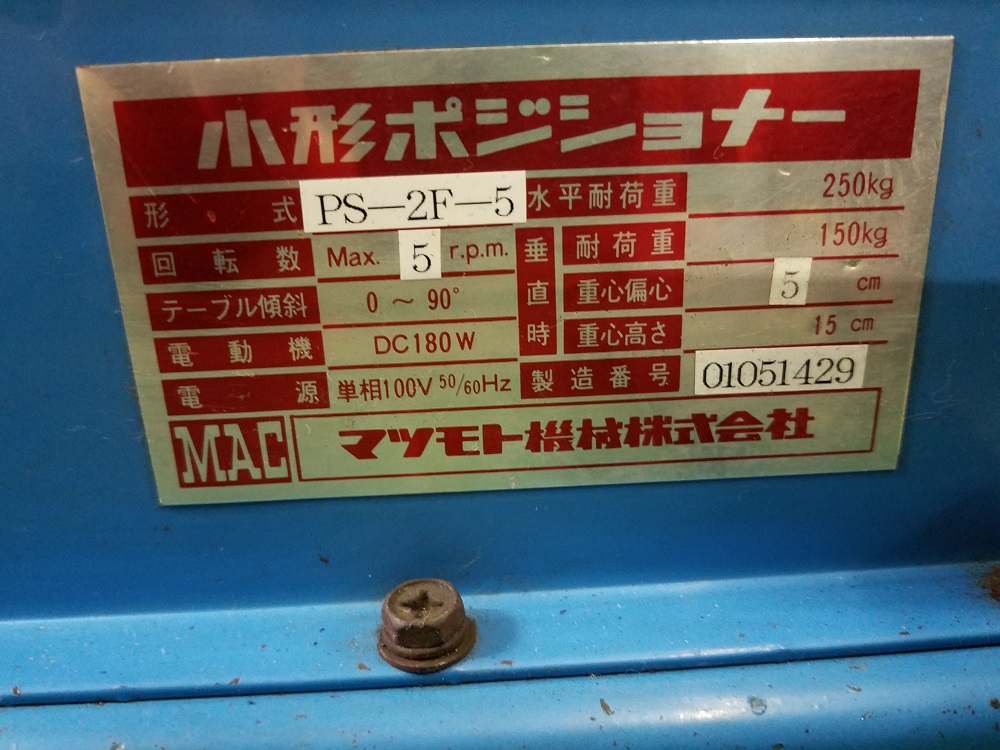 小形ポジショナー
形式 PS-2F-5 水平耐荷重 250kg
回転数 Max. 5 r.p.m. 垂直時 耐荷重 150kg
テーブル傾斜 0～90° 重心偏心 5 cm
電動機 DC180W 重心高さ 15cm
電源 単相100V 50/60Hz 製造番号 01051429
MAC マツモト機械株式会社